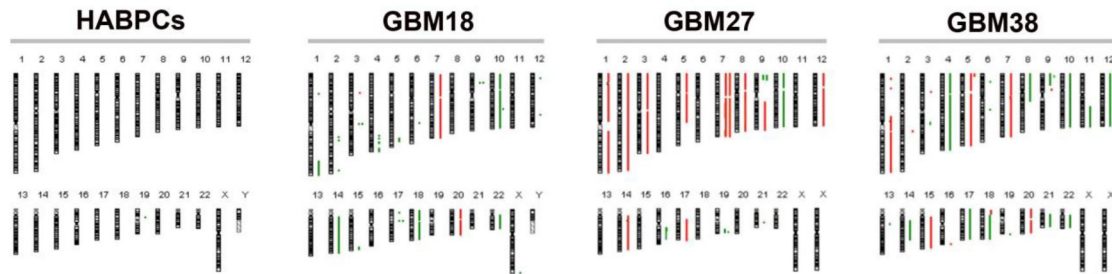 HABPCs GBM18 GBM27 GBM38
1 2 3 4 5 6 7 8 9 10 11 12 1 2 3 4 5 6 7 8 9 10 11 12 1 2 3 4 5 6 7 8 9 10 11 12 1 2 3 4 5 6 7 8 9 10 11 12
13 14 15 16 17 18 19 20 21 22 X Y 13 14 15 16 17 18 19 20 21 22 X Y 13 14 15 16 17 18 19 20 21 22 X X 13 14 15 16 17 18 19 20 21 22 X X